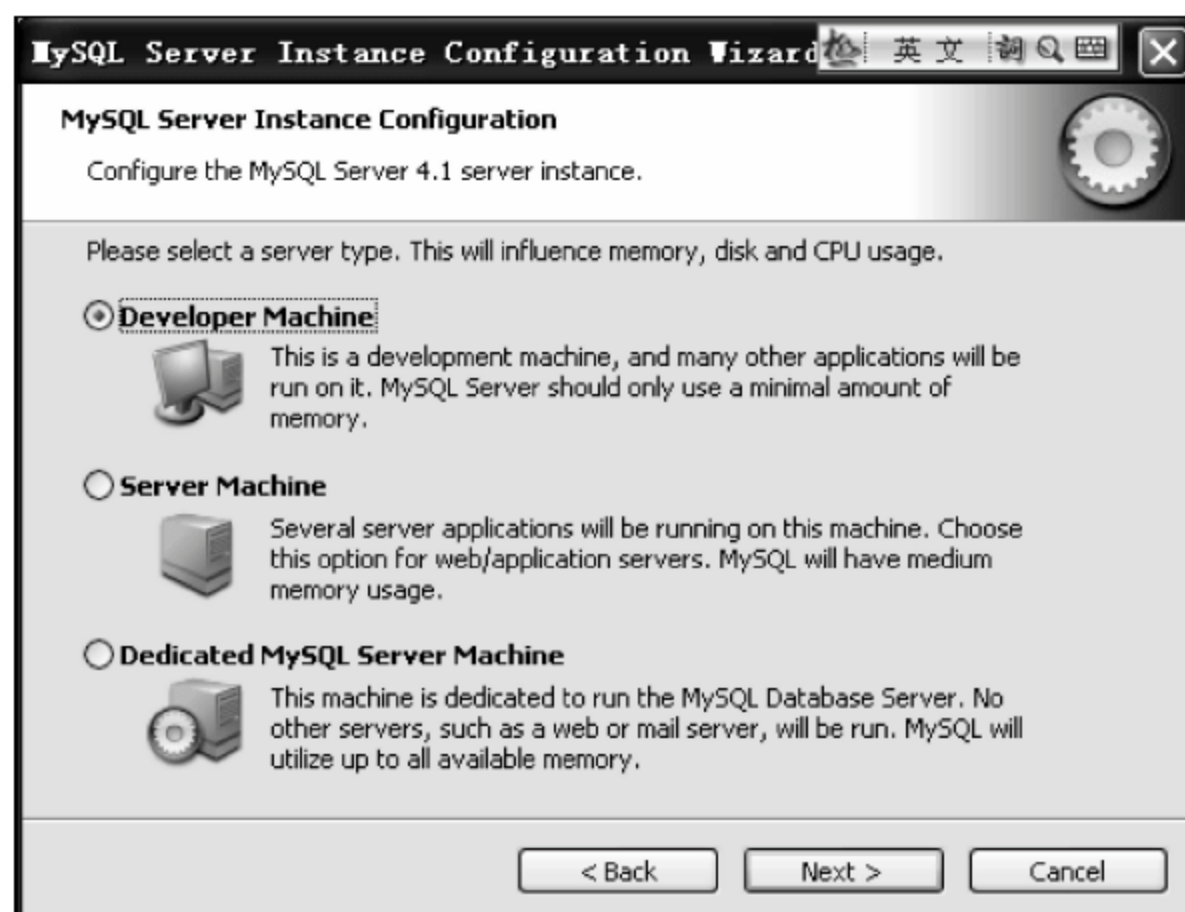 MySQL Server Instance Configuration Wizard 英 文 詞
MySQL Server Instance Configuration
Configure the MySQL Server 4.1 server instance.
Please select a server type. This will influence memory, disk and CPU usage.
Developer Machine
This is a development machine, and many other applications will be
run on it. MySQL Server should only use a minimal amount of
memory.
Server Machine
Several server applications will be running on this machine. Choose
this option for web/application servers. MySQL will have medium
memory usage.
Dedicated MySQL Server Machine
This machine is dedicated to run the MySQL Database Server. No
other servers, such as a web or mail server, will be run. MySQL will
utilize up to all available memory.
< Back Next > Cancel